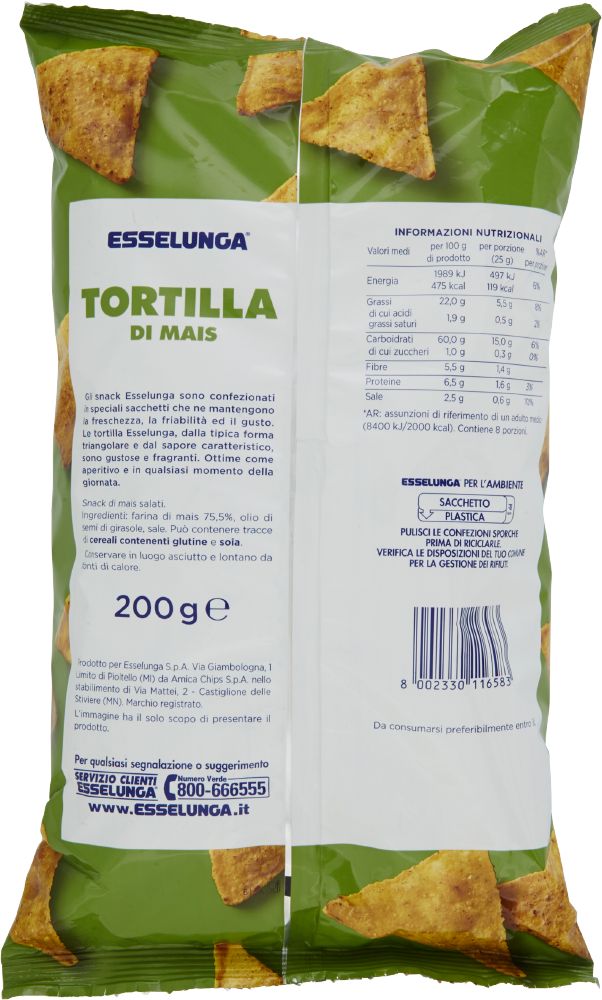 ESSELUNGA®
TORTILLA
DI MAIS
Gli snack Esselunga sono confezionati
in speciali sacchetti che ne mantengono
la freschezza, la friabilità ed il gusto.
Le tortilla Esselunga, dalla tipica forma
triangolare e dal sapore caratteristico,
sono gustose e fragranti. Ottime come
aperitivo e in qualsiasi momento della
giornata.
Snack di mais salati.
Ingredienti: farina di mais 75,5%, olio di
semi di girasole, sale. Può contenere tracce
di cereali contenenti glutine e soia.
Conservare in luogo asciutto e lontano da
fonti di calore.
200 g e
Prodotto per Esselunga S.p.A. Via Giambologna, 1
Limito di Pioltello (MI) da Amica Chips S.p.A. nello
stabilimento di Via Mattei, 2 - Castiglione delle
Stiviere (MN). Marchio registrato.
L'immagine ha il solo scopo di presentare il
prodotto.
Per qualsiasi segnalazione o suggerimento
SERVIZIO CLIENTI
ESSELUNGA®
Numero Verde
800-666555
www.ESSELUNGA.it
INFORMAZIONI NUTRIZIONALI
Valori medi per 100 g di prodotto per porzione (25 g) %AR* per porzione
Energia 1989 kJ 497 kJ
475 kcal 119 kcal 6%
Grassi 22,0 g 5,5 g 8%
di cui acidi
grassi saturi 1,9 g 0,5 g 2%
Carboidrati 60,0 g 15,0 g 6%
di cui zuccheri 1,0 g 0,3 g 0%
Fibre 5,5 g 1,4 g
Proteine 6,5 g 1,6 g 3%
Sale 2,5 g 0,6 g 10%
*AR: assunzioni di riferimento di un adulto medio
(8400 kJ/2000 kcal). Contiene 8 porzioni.
ESSELUNGA PER L'AMBIENTE
SACCHETTO
PLASTICA
PULISCI LE CONFEZIONI SPORCHE
PRIMA DI RICICLARLE.
VERIFICA LE DISPOSIZIONI DEL TUO COMUNE
PER LA GESTIONE DEI RIFIUTI.
8 002330 116583
Da consumarsi preferibilmente entro il: